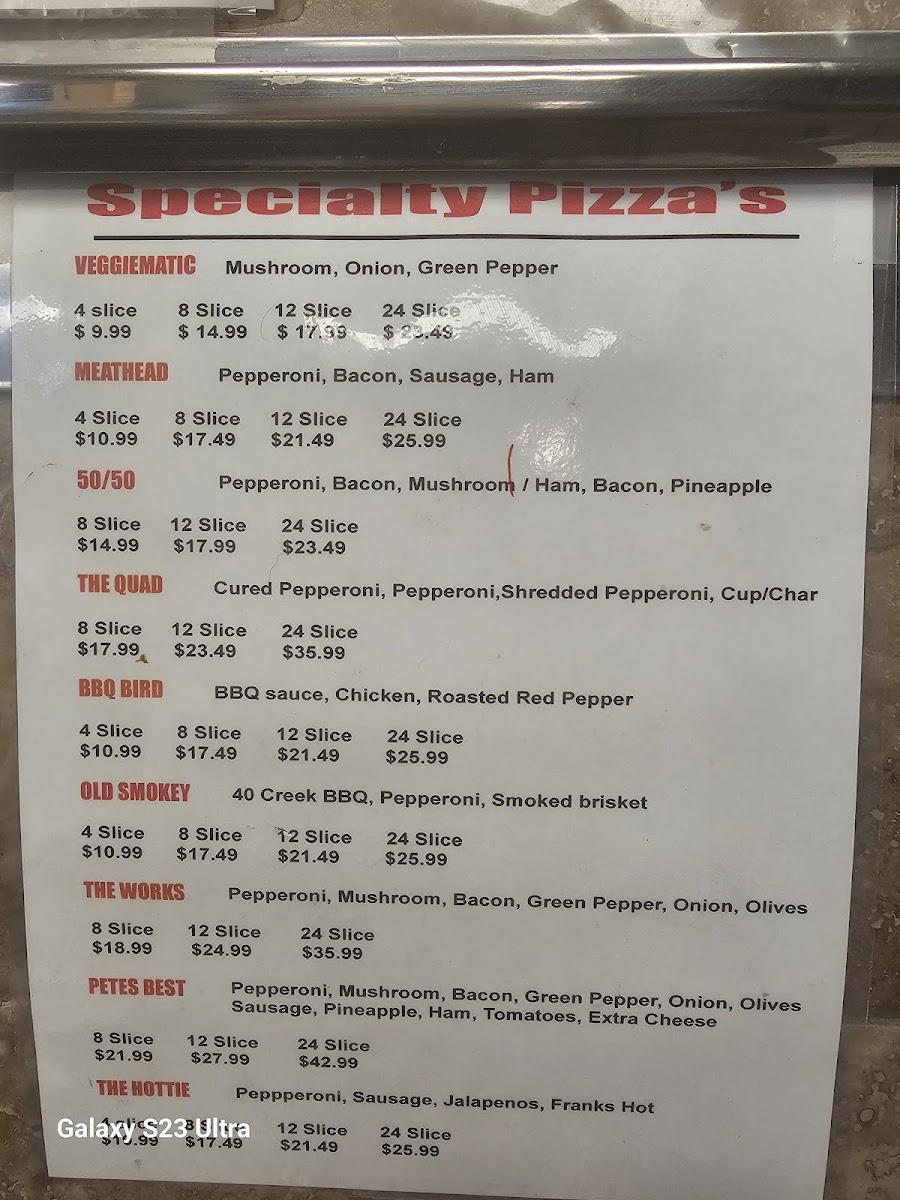 Specialty Pizza's
VEGGIEMATIC Mushroom, Onion, Green Pepper
4 slice 8 Slice 12 Slice 24 Slice
$ 9.99 $ 14.99 $ 17.99 $ 23.49
MEATHEAD Pepperoni, Bacon, Sausage, Ham
4 Slice 8 Slice 12 Slice 24 Slice
$10.99 $17.49 $21.49 $25.99
50/50 Pepperoni, Bacon, Mushroom / Ham, Bacon, Pineapple
8 Slice 12 Slice 24 Slice
$14.99 $17.99 $23.49
THE QUAD Cured Pepperoni, Pepperoni,Shredded Pepperoni, Cup/Char
8 Slice 12 Slice 24 Slice
$17.99 $23.49 $35.99
BBQ BIRD BBQ sauce, Chicken, Roasted Red Pepper
4 Slice 8 Slice 12 Slice 24 Slice
$10.99 $17.49 $21.49 $25.99
OLD SMOKEY 40 Creek BBQ, Pepperoni, Smoked brisket
4 Slice 8 Slice 12 Slice 24 Slice
$10.99 $17.49 $21.49 $25.99
THE WORKS Pepperoni, Mushroom, Bacon, Green Pepper, Onion, Olives
8 Slice 12 Slice 24 Slice
$18.99 $24.99 $35.99
PETES BEST Pepperoni, Mushroom, Bacon, Green Pepper, Onion, Olives
Sausage, Pineapple, Ham, Tomatoes, Extra Cheese
8 Slice 12 Slice 24 Slice
$21.99 $27.99 $42.99
THE HOTTIE Peppperoni, Sausage, Jalapenos, Franks Hot
12 Slice 24 Slice
$10.99 $17.49 $21.49 $25.99
Galaxy S23 Ultra